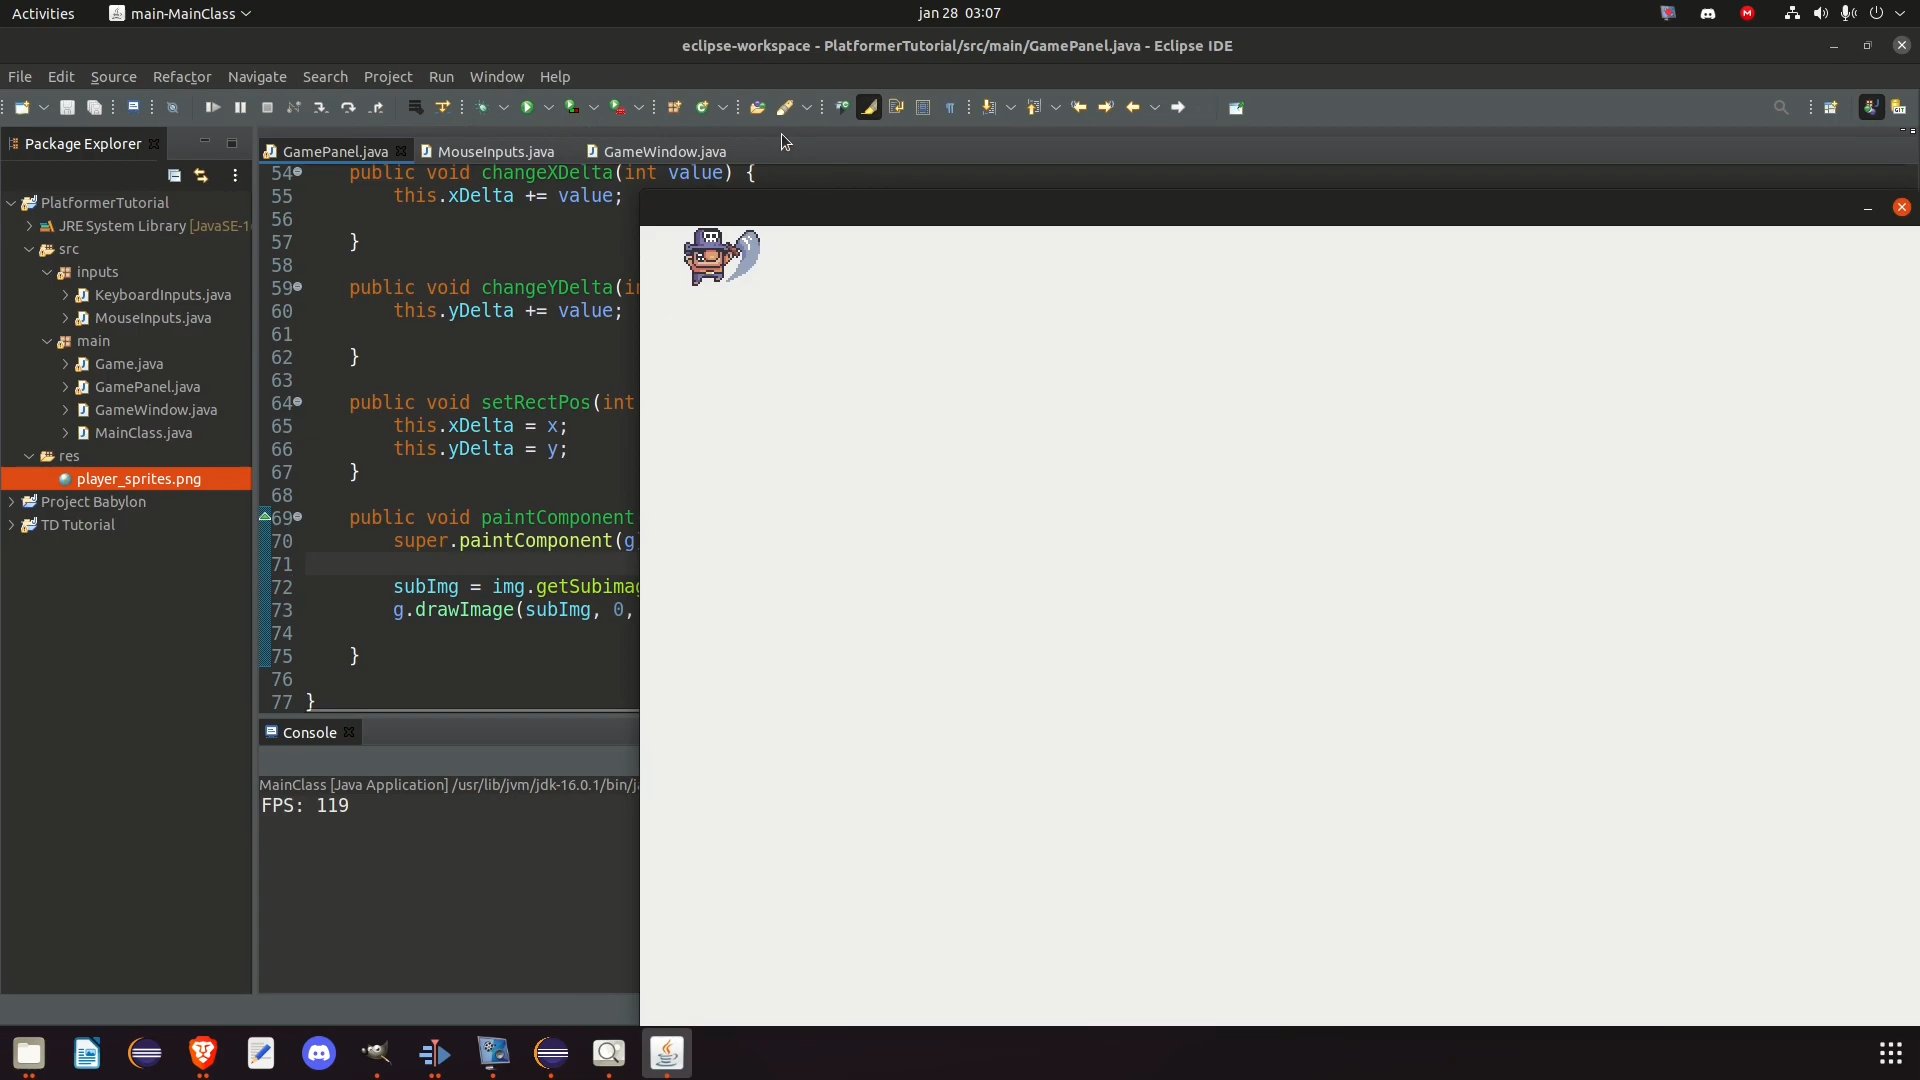 Activities
main-MainClass
jan 28 03:07
eclipse-workspace - PlatformerTutorial/src/main/GamePanel.java - Eclipse IDE
File Edit Source Refactor Navigate Search Project Run Window Help
Package Explorer
GamePanel.java
MouseInputs.java
GameWindow.java
PlatformerTutorial
JRE System Library [JavaSE-1
src
inputs
KeyboardInputs.java
MouseInputs.java
main
Game.java
GamePanel.java
GameWindow.java
MainClass.java
res
player_sprites.png
Project Babylon
TD Tutorial
54 public void changeXDelta(int value) {
55 this.xDelta += value;
56
57 }
58
59 public void changeYDelta(in
60 this.yDelta += value;
61
62 }
63
64 public void setRectPos(int
65 this.xDelta = x;
66 this.yDelta = y;
67 }
68
69 public void paintComponent
70 super.paintComponent(g
71
72 subImg = img.getSubimag
73 g.drawImage(subImg, 0,
74
75 }
76
77 }
Console
MainClass [Java Application] /usr/lib/jvm/jdk-16.0.1/bin/j
FPS: 119